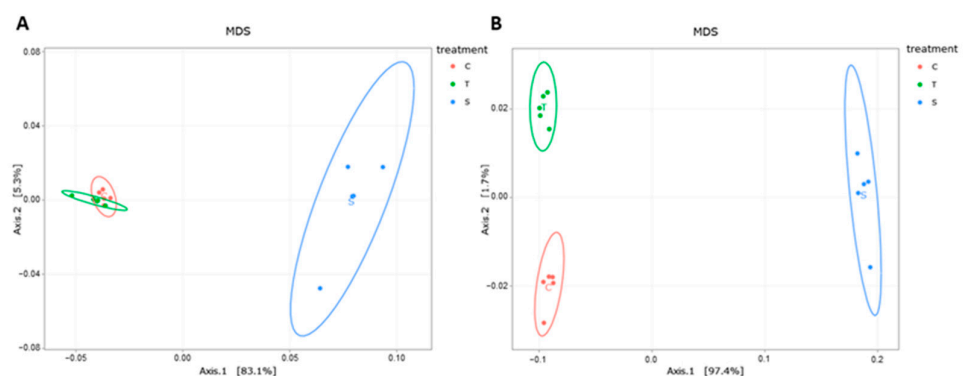 A
MDS
0.08
0.04
0.00
−0.04
−0.08
Axis.2 [5.3%]
−0.05
0.00
0.05
0.10
Axis.1 [83.1%]
C
S
treatment
C
T
S
B
MDS
0.02
0.00
−0.02
Axis.2 [1.7%]
−0.1
0.0
0.1
0.2
Axis.1 [97.4%]
T
C
S
treatment
C
T
S